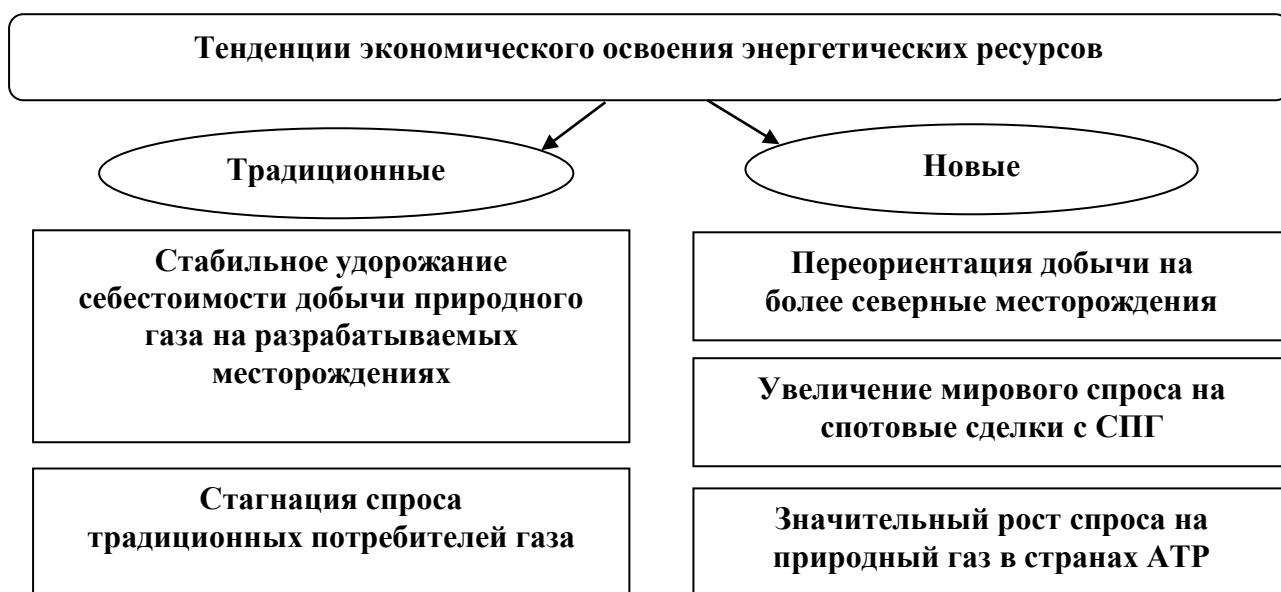 Тенденции экономического освоения энергетических ресурсов
Традиционные
Новые
Стабильное удорожание
себестоимости добычи природного
газа на разрабатываемых
месторождениях
Стагнация спроса
традиционных потребителей газа
Переориентация добычи на
более северные месторождения
Увеличение мирового спроса на
спотовые сделки с СПГ
Значительный рост спроса на
природный газ в странах АТР